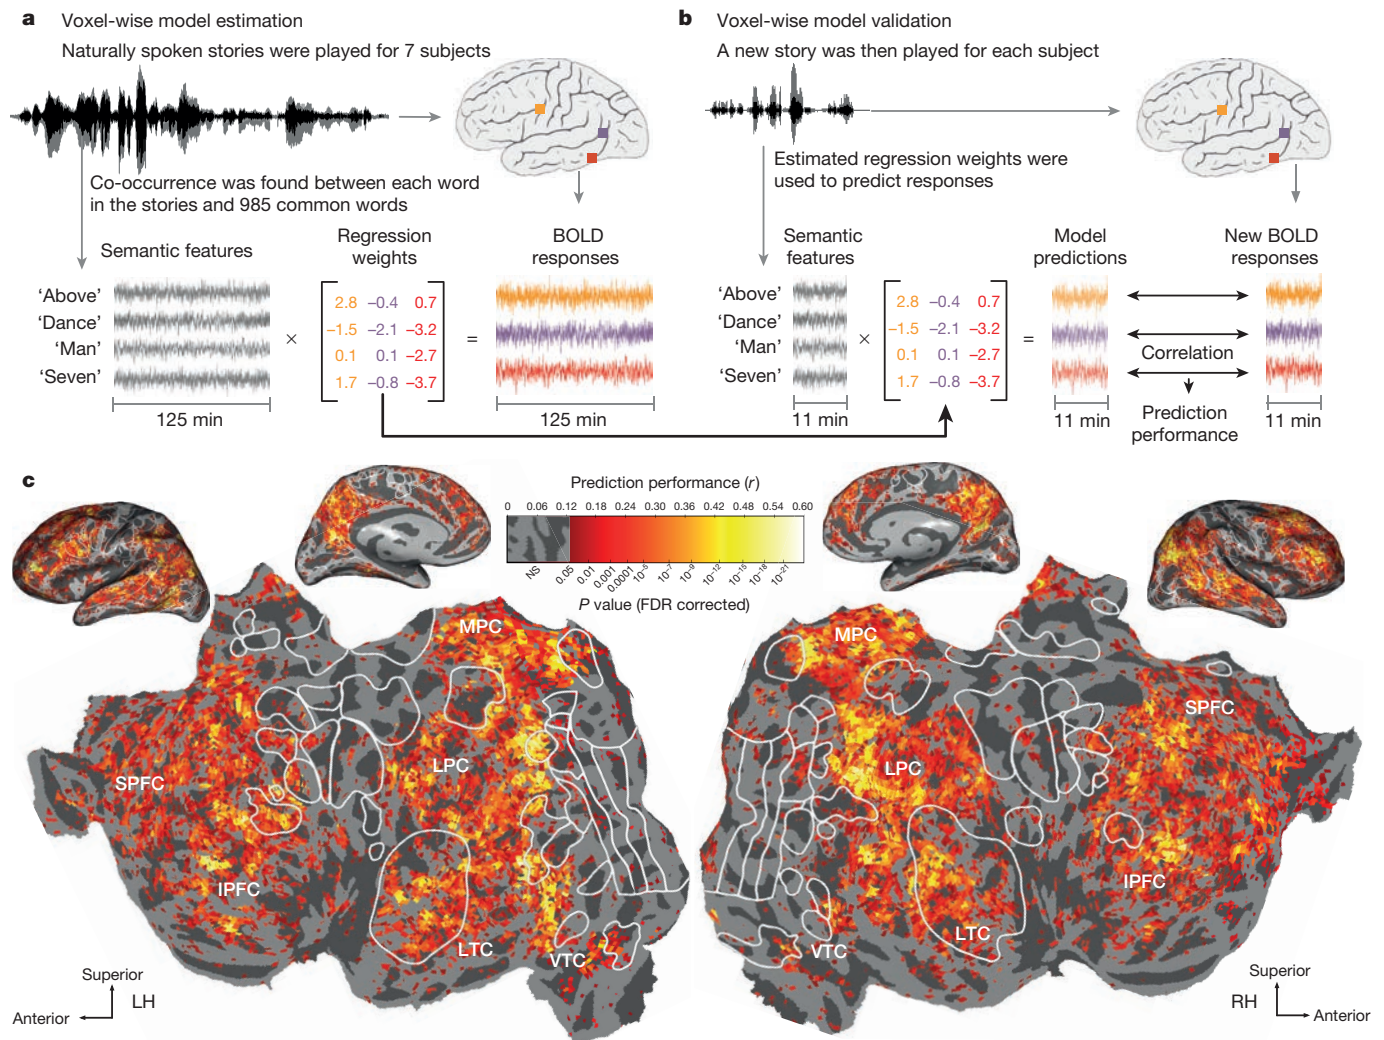 a Voxel-wise model estimation
Naturally spoken stories were played for 7 subjects
Co-occurrence was found between each word
in the stories and 985 common words
Semantic features
Regression
weights
BOLD
responses
'Above'
'Dance'
'Man'
'Seven'
×
2.8 −0.4 0.7
−1.5 −2.1 −3.2
0.1 0.1 −2.7
1.7 −0.8 −3.7
=
125 min
125 min
b Voxel-wise model validation
A new story was then played for each subject
Estimated regression weights were
used to predict responses
Semantic
features
Model
predictions
New BOLD
responses
'Above'
'Dance'
'Man'
'Seven'
×
2.8 −0.4 0.7
−1.5 −2.1 −3.2
0.1 0.1 −2.7
1.7 −0.8 −3.7
=
Correlation
Prediction
performance
11 min
11 min
11 min
c
Prediction performance (r)
0 0.06 0.12 0.18 0.24 0.30 0.36 0.42 0.48 0.54 0.60
NS 0.05 0.01 0.001 0.0001 10⁻⁵ 10⁻⁷ 10⁻⁹ 10⁻¹² 10⁻¹⁵ 10⁻¹⁸ 10⁻²¹
P value (FDR corrected)
MPC
SPFC
LPC
IPFC
LTC
VTC
Superior
LH
Anterior
MPC
SPFC
LPC
IPFC
LTC
VTC
Superior
RH
Anterior